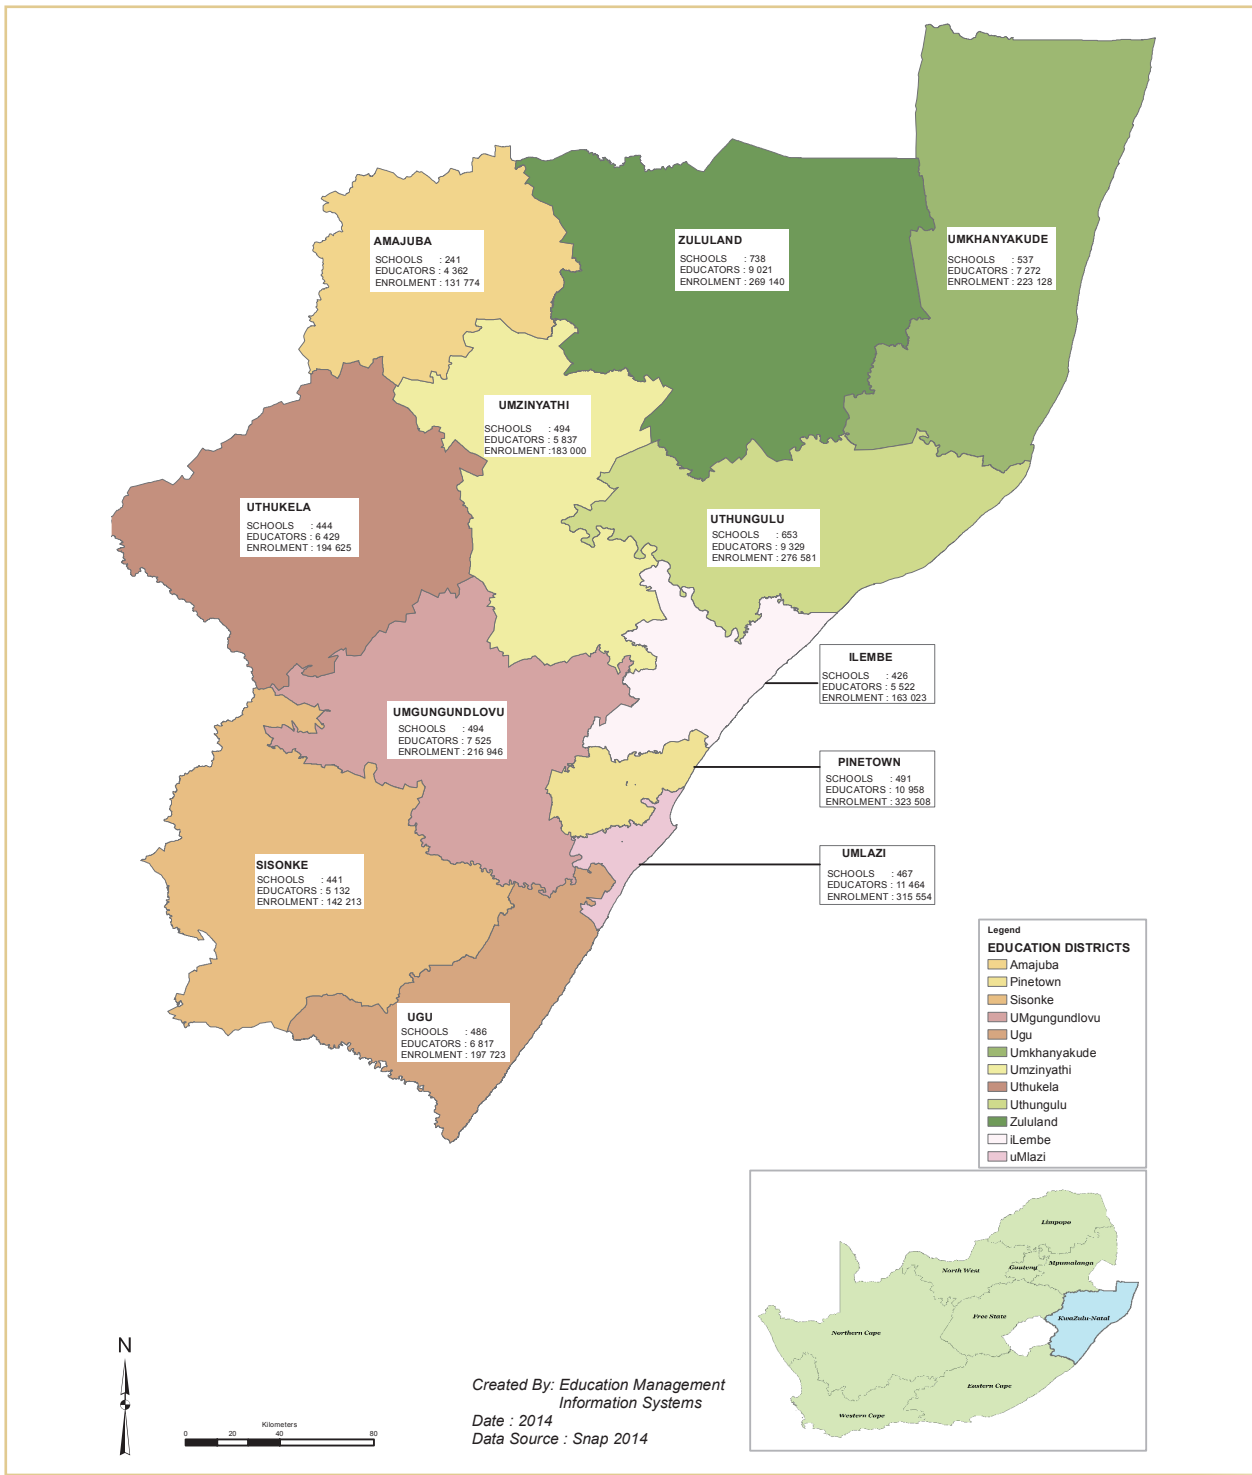 AMAJUBA
SCHOOLS : 241
EDUCATORS : 4 362
ENROLMENT : 131 774
ZULULAND
SCHOOLS : 738
EDUCATORS : 9 021
ENROLMENT : 269 140
UMKHANYAKUDE
SCHOOLS : 537
EDUCATORS : 7 272
ENROLMENT : 223 128
UMZINYATHI
SCHOOLS : 494
EDUCATORS : 5 837
ENROLMENT :183 000
UTHUKELA
SCHOOLS : 444
EDUCATORS : 6 429
ENROLMENT : 194 625
UTHUNGULU
SCHOOLS : 653
EDUCATORS : 9 329
ENROLMENT : 276 581
ILEMBE
SCHOOLS : 426
EDUCATORS : 5 522
ENROLMENT : 163 023
UMGUNGUNDLOVU
SCHOOLS : 494
EDUCATORS : 7 525
ENROLMENT : 216 946
PINETOWN
SCHOOLS : 491
EDUCATORS : 10 958
ENROLMENT : 323 508
UMLAZI
SCHOOLS : 467
EDUCATORS : 11 464
ENROLMENT : 315 554
SISONKE
SCHOOLS : 441
EDUCATORS : 5 132
ENROLMENT : 142 213
UGU
SCHOOLS : 486
EDUCATORS : 6 817
ENROLMENT : 197 723
Legend
EDUCATION DISTRICTS
Amajuba
Pinetown
Sisonke
UMgungundlovu
Ugu
Umkhanyakude
Umzinyathi
Uthukela
Uthungulu
Zululand
iLembe
uMlazi
Limpopo
North West
Gauteng
Mpumalanga
Free State
KwaZulu-Natal
Northern Cape
Eastern Cape
Western Cape
N
Kilometers
0 20 40 80
Created By: Education Management
Information Systems
Date : 2014
Data Source : Snap 2014